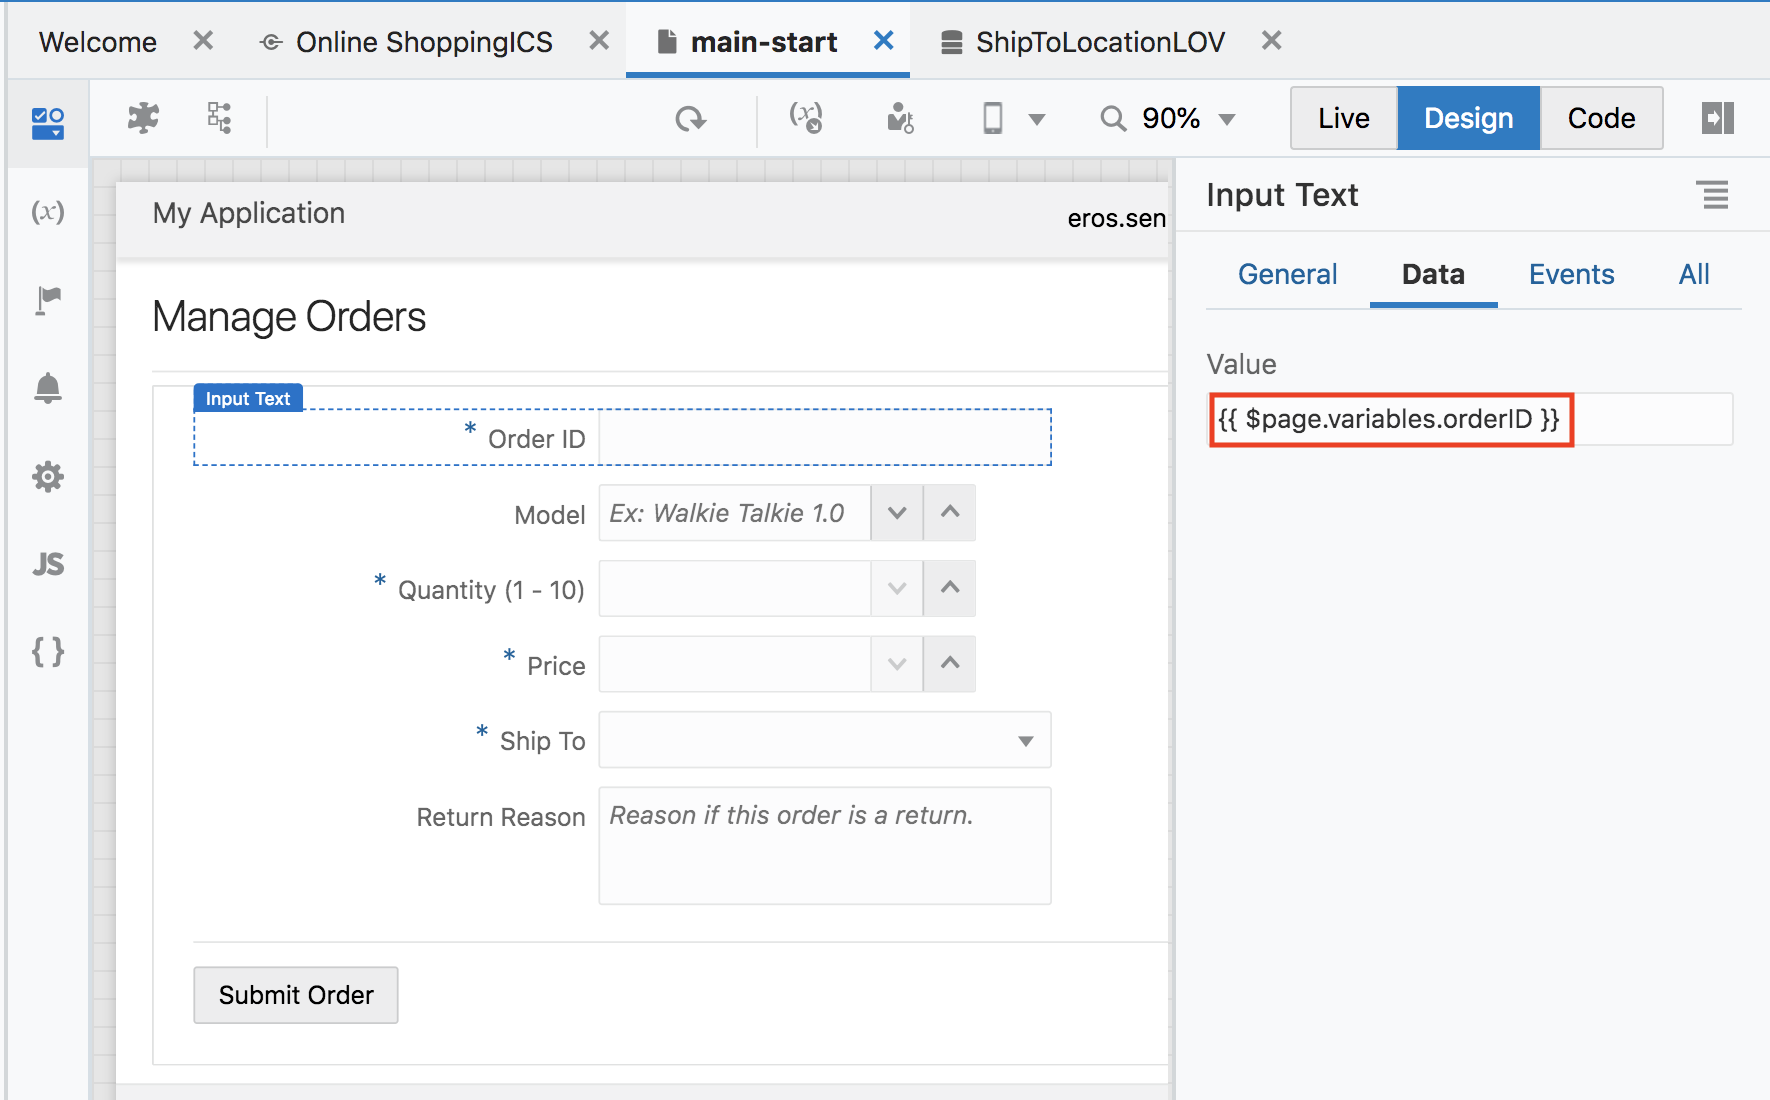 Welcome
Online ShoppingICS
main-start
ShipToLocationLOV
(x)
90%
Live
Design
Code
(x)
JS
{ }
My Application
eros.sen
Manage Orders
Input Text
* Order ID
Model
Ex: Walkie Talkie 1.0
* Quantity (1 - 10)
* Price
* Ship To
Return Reason
Reason if this order is a return.
Submit Order
Input Text
General
Data
Events
All
Value
{{ $page.variables.orderID }}